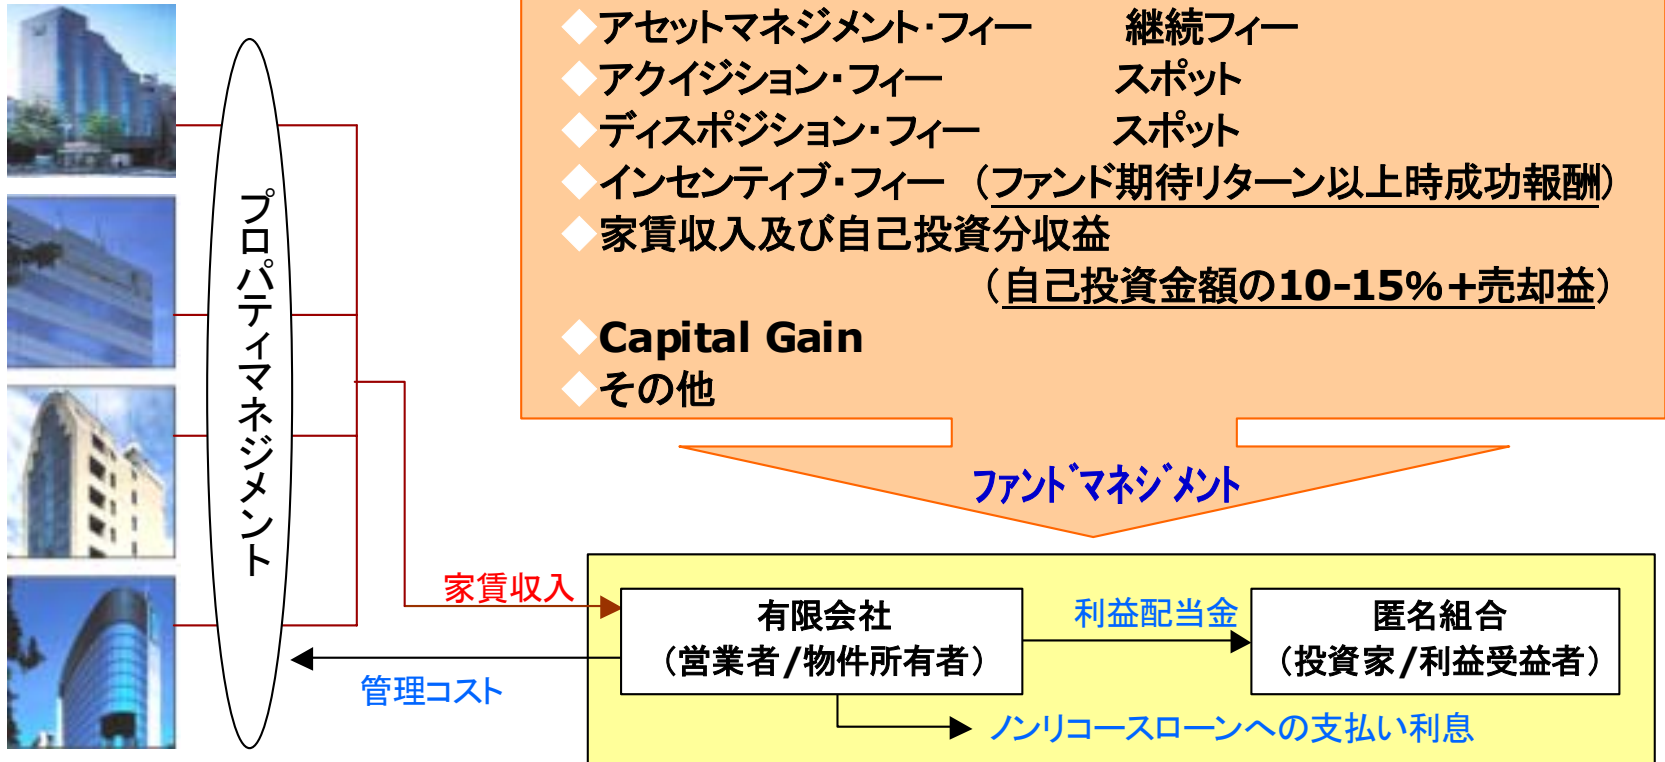 ◆アセットマネジメント・フィー 継続フィー
◆アクイジション・フィー スポット
◆ディスポジション・フィー スポット
◆インセンティブ・フィー （ファンド期待リターン以上時成功報酬）
◆家賃収入及び自己投資分収益
（自己投資金額の10-15%+売却益）
◆Capital Gain
◆その他
プロパティマネジメント
ファンドマネジメント
家賃収入
管理コスト
有限会社
（営業者/物件所有者）
利益配当金
匿名組合
（投資家/利益受益者）
ノンリコースローンへの支払い利息